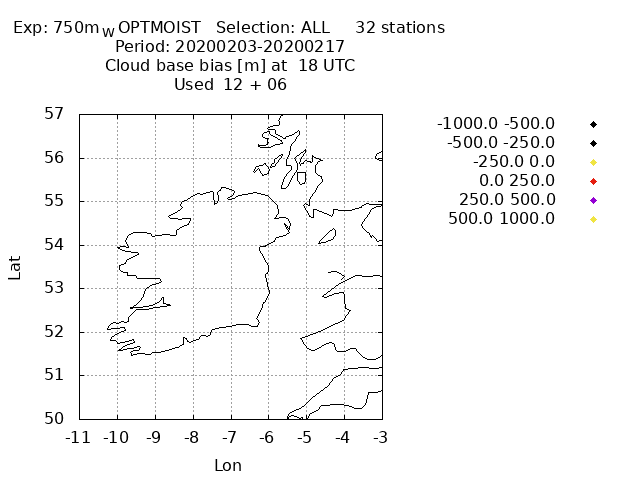 Exp: 750m_W OPTMOIST Selection: ALL 32 stations
Period: 20200203-20200217
Cloud base bias [m] at 18 UTC
Used 12 + 06
-1000.0 -500.0
-500.0 -250.0
-250.0 0.0
0.0 250.0
250.0 500.0
500.0 1000.0
57
56
55
54
53
52
51
50
Lat
-11 -10 -9 -8 -7 -6 -5 -4 -3
Lon